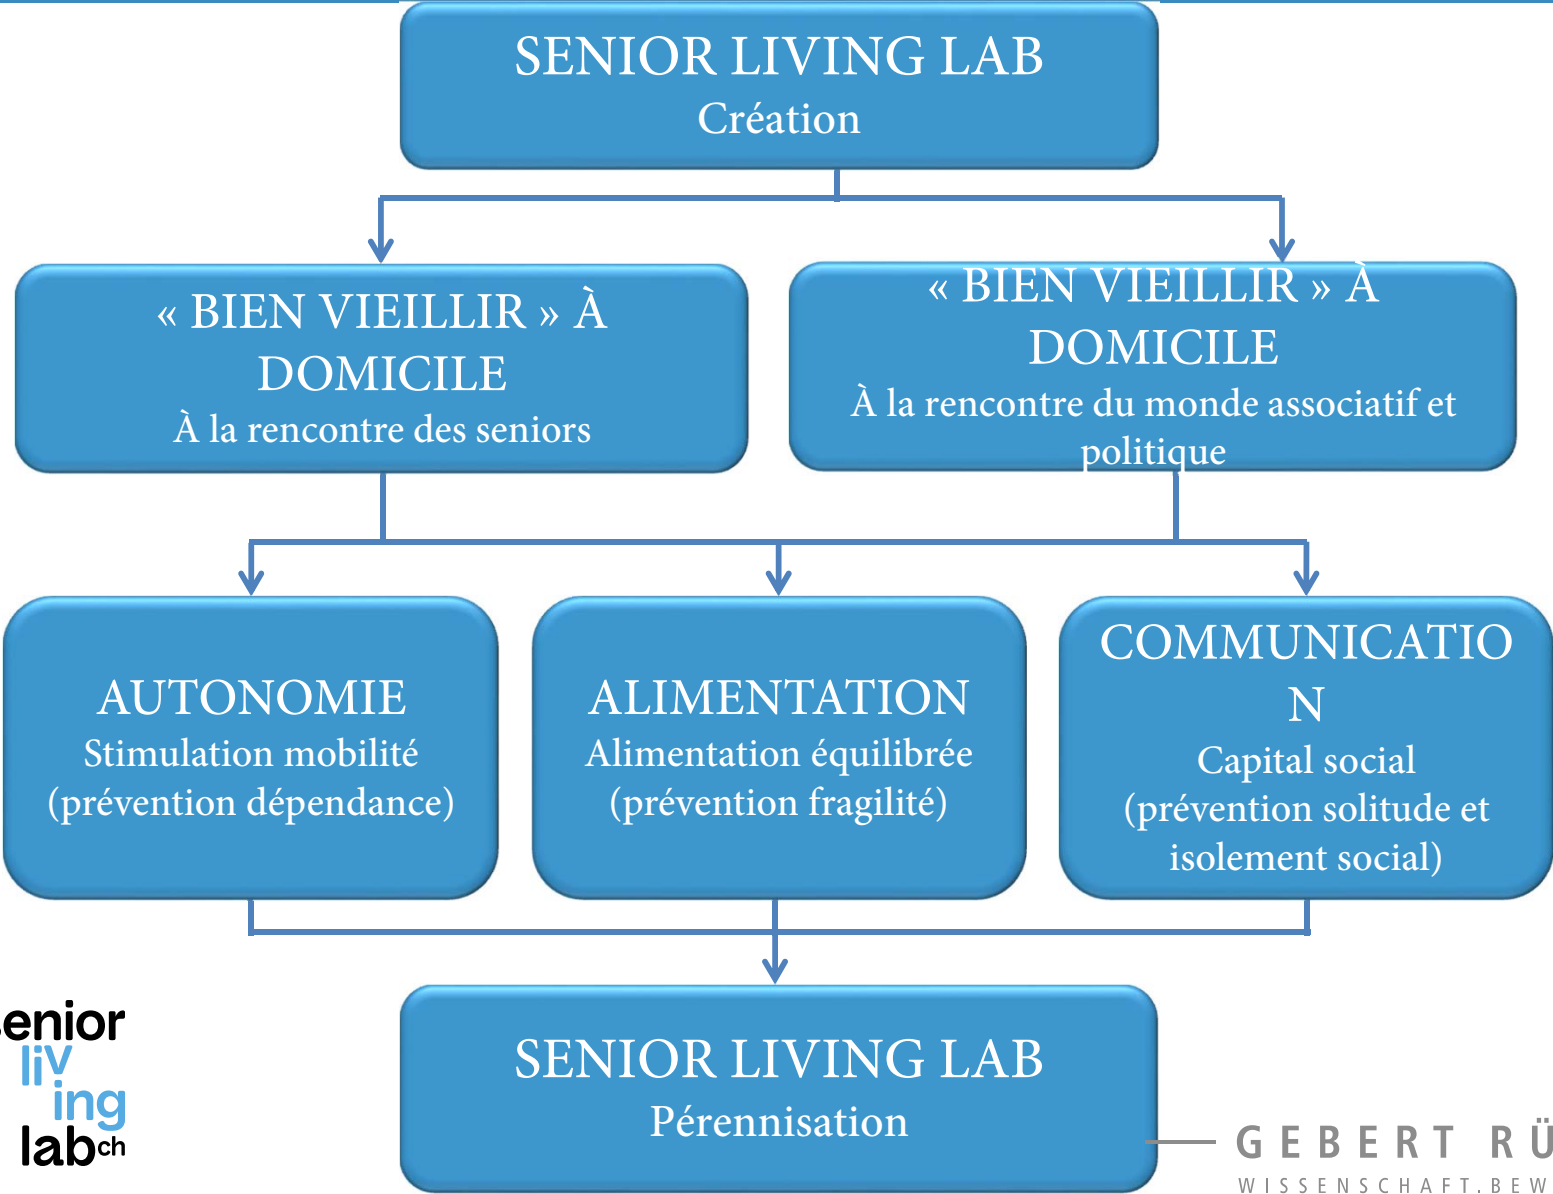 SENIOR LIVING LAB
Création
« BIEN VIEILLIR » À
DOMICILE
À la rencontre des seniors
« BIEN VIEILLIR » À
DOMICILE
À la rencontre du monde associatif et
politique
AUTONOMIE
Stimulation mobilité
(prévention dépendance)
ALIMENTATION
Alimentation équilibrée
(prévention fragilité)
COMMUNICATIO
N
Capital social
(prévention solitude et
isolement social)
SENIOR LIVING LAB
Pérennisation
senior
liv
ing
labch
GEBERT RÜ
WISSENSCHAFT.BEW